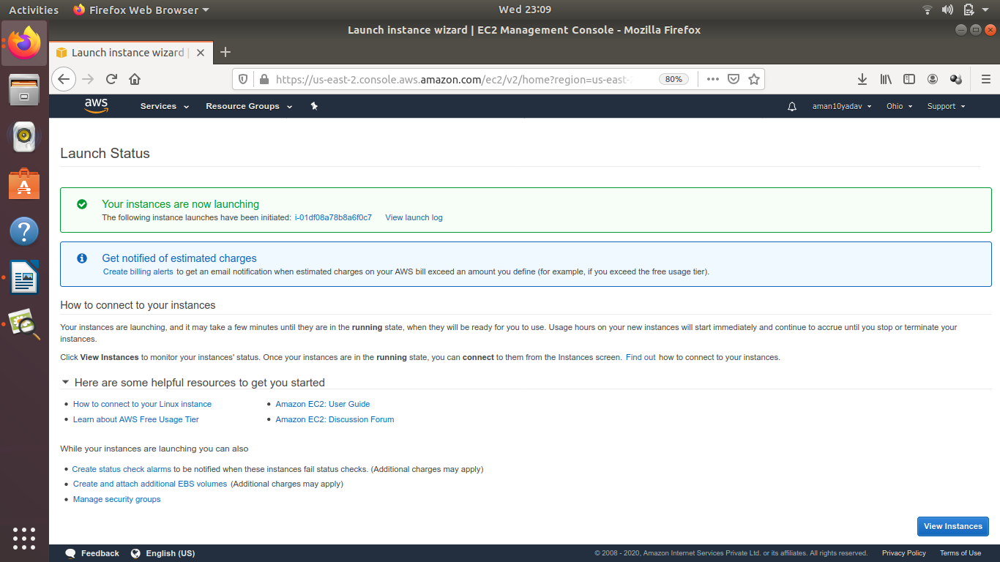 Activities
Firefox Web Browser
Wed 23:09
Launch instance wizard | EC2 Management Console - Mozilla Firefox
Launch instance wizard |
https://us-east-2.console.aws.amazon.com/ec2/v2/home?region=us-east-
80%
aws
Services
Resource Groups
aman10yadav
Ohio
Support
Launch Status
Your instances are now launching
The following instance launches have been initiated: i-01df08a78b8a6f0c7 View launch log
Get notified of estimated charges
Create billing alerts to get an email notification when estimated charges on your AWS bill exceed an amount you define (for example, if you exceed the free usage tier).
How to connect to your instances
Your instances are launching, and it may take a few minutes until they are in the running state, when they will be ready for you to use. Usage hours on your new instances will start immediately and continue to accrue until you stop or terminate your
instances.
Click View Instances to monitor your instances' status. Once your instances are in the running state, you can connect to them from the Instances screen. Find out how to connect to your instances.
Here are some helpful resources to get you started
How to connect to your Linux instance
Amazon EC2: User Guide
Learn about AWS Free Usage Tier
Amazon EC2: Discussion Forum
While your instances are launching you can also
Create status check alarms to be notified when these instances fail status checks. (Additional charges may apply)
Create and attach additional EBS volumes (Additional charges may apply)
Manage security groups
View Instances
Feedback
English (US)
© 2008 - 2020, Amazon Internet Services Private Ltd. or its affiliates. All rights reserved.
Privacy Policy
Terms of Use